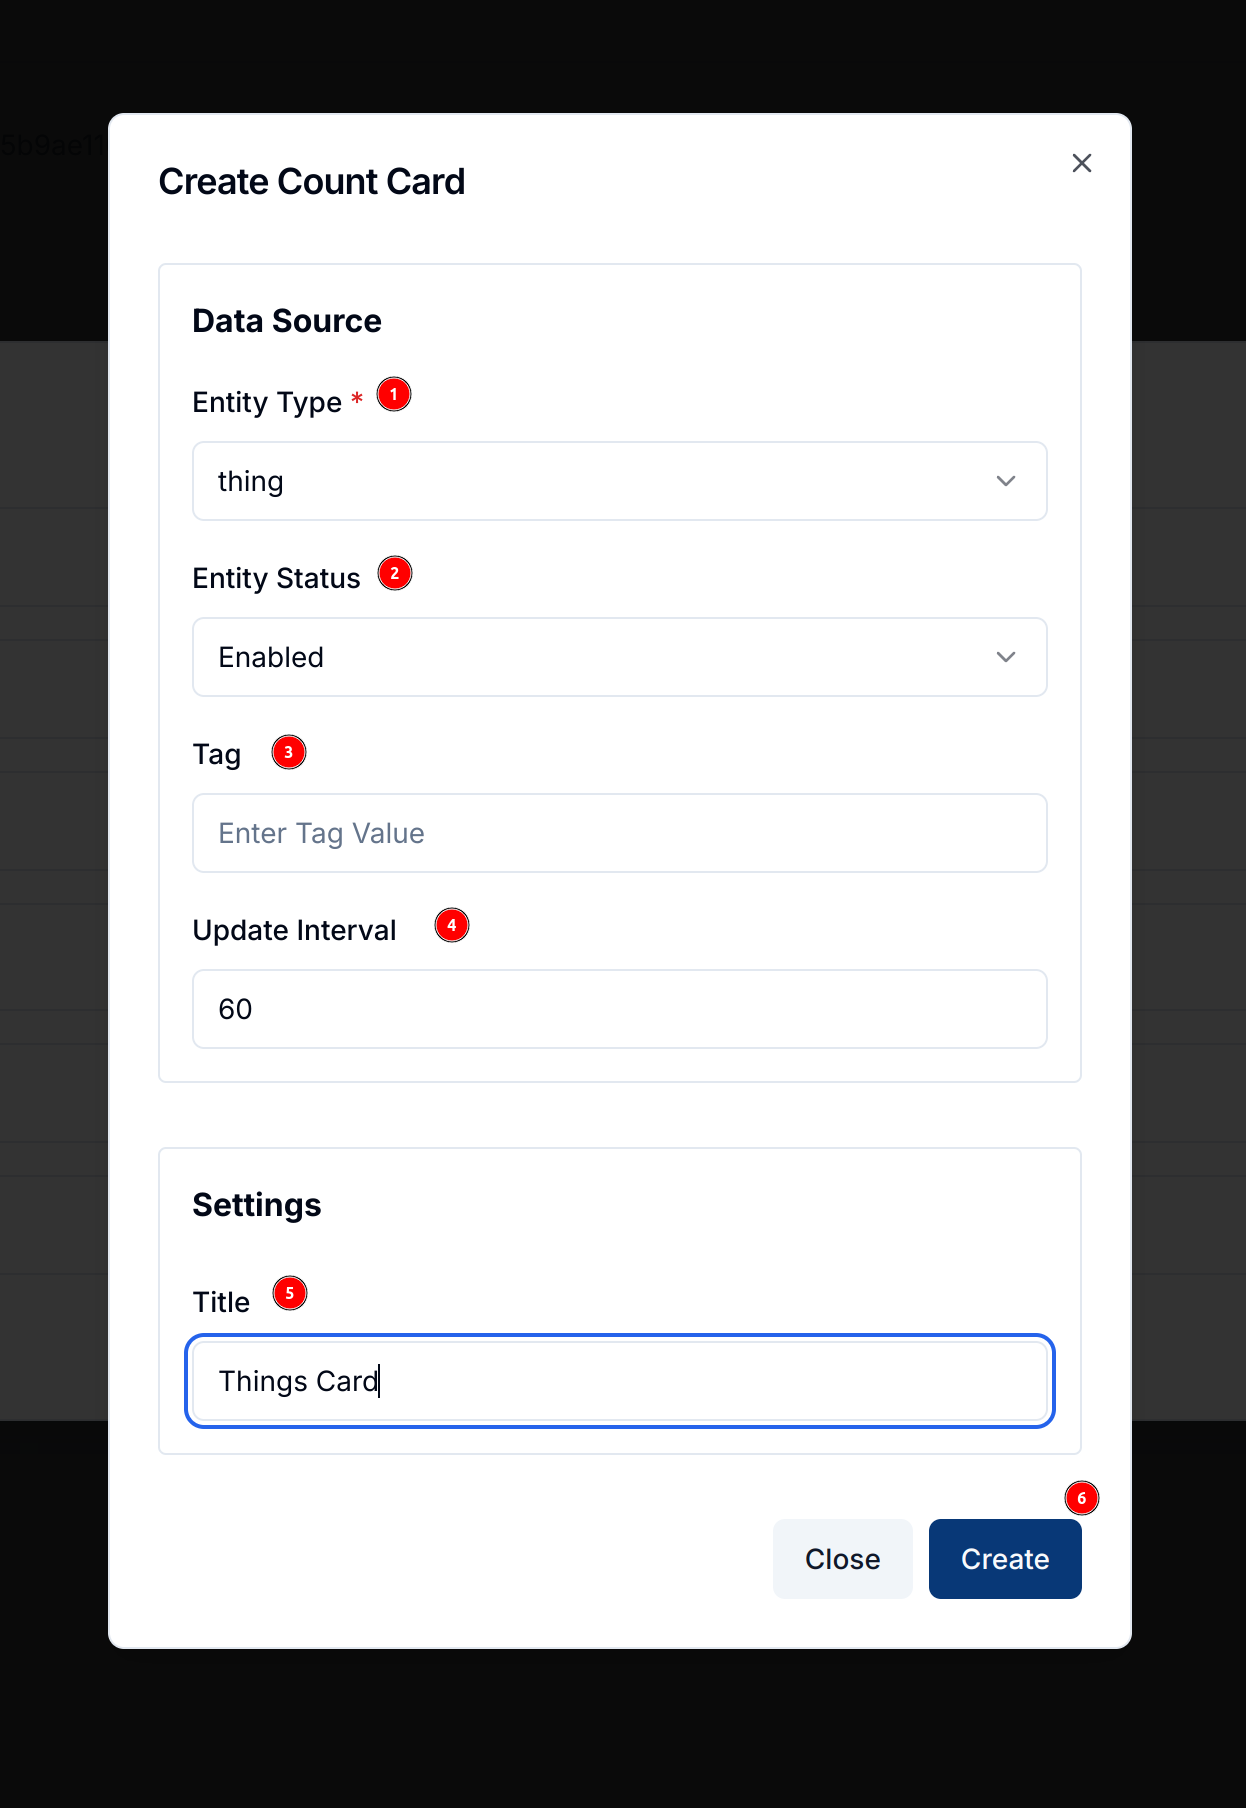 5b9ae11
Create Count Card
Data Source
Entity Type * 1
thing
Entity Status 2
Enabled
Tag 3
Enter Tag Value
Update Interval 4
60
Settings
Title 5
Things Card
6
Close Create